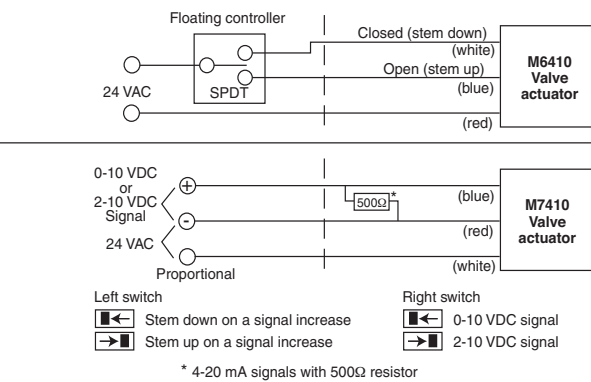 Floating controller
Closed (stem down)
(white)
M6410
Valve
actuator
Open (stem up)
(blue)
24 VAC
SPDT
(red)
0-10 VDC
or
2-10 VDC
Signal
+
-
24 VAC
Proportional
500Ω
*
(blue)
(red)
(white)
M7410
Valve
actuator
Left switch
Stem down on a signal increase
Stem up on a signal increase
Right switch
0-10 VDC signal
2-10 VDC signal
* 4-20 mA signals with 500Ω resistor